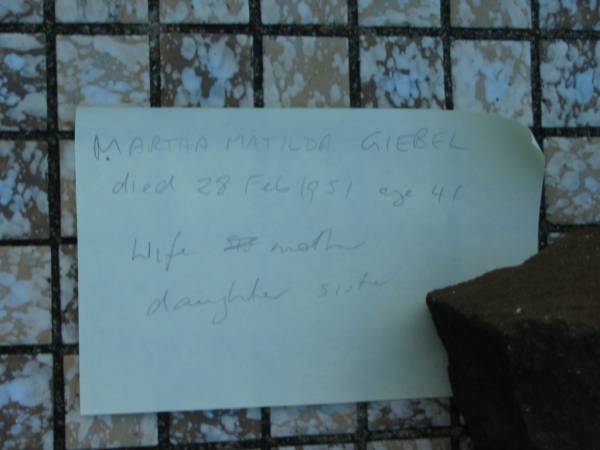 MARTHA MATILDA GIEBEL
died 28 Feb 1951 age 41
Wife mother
daughter sister